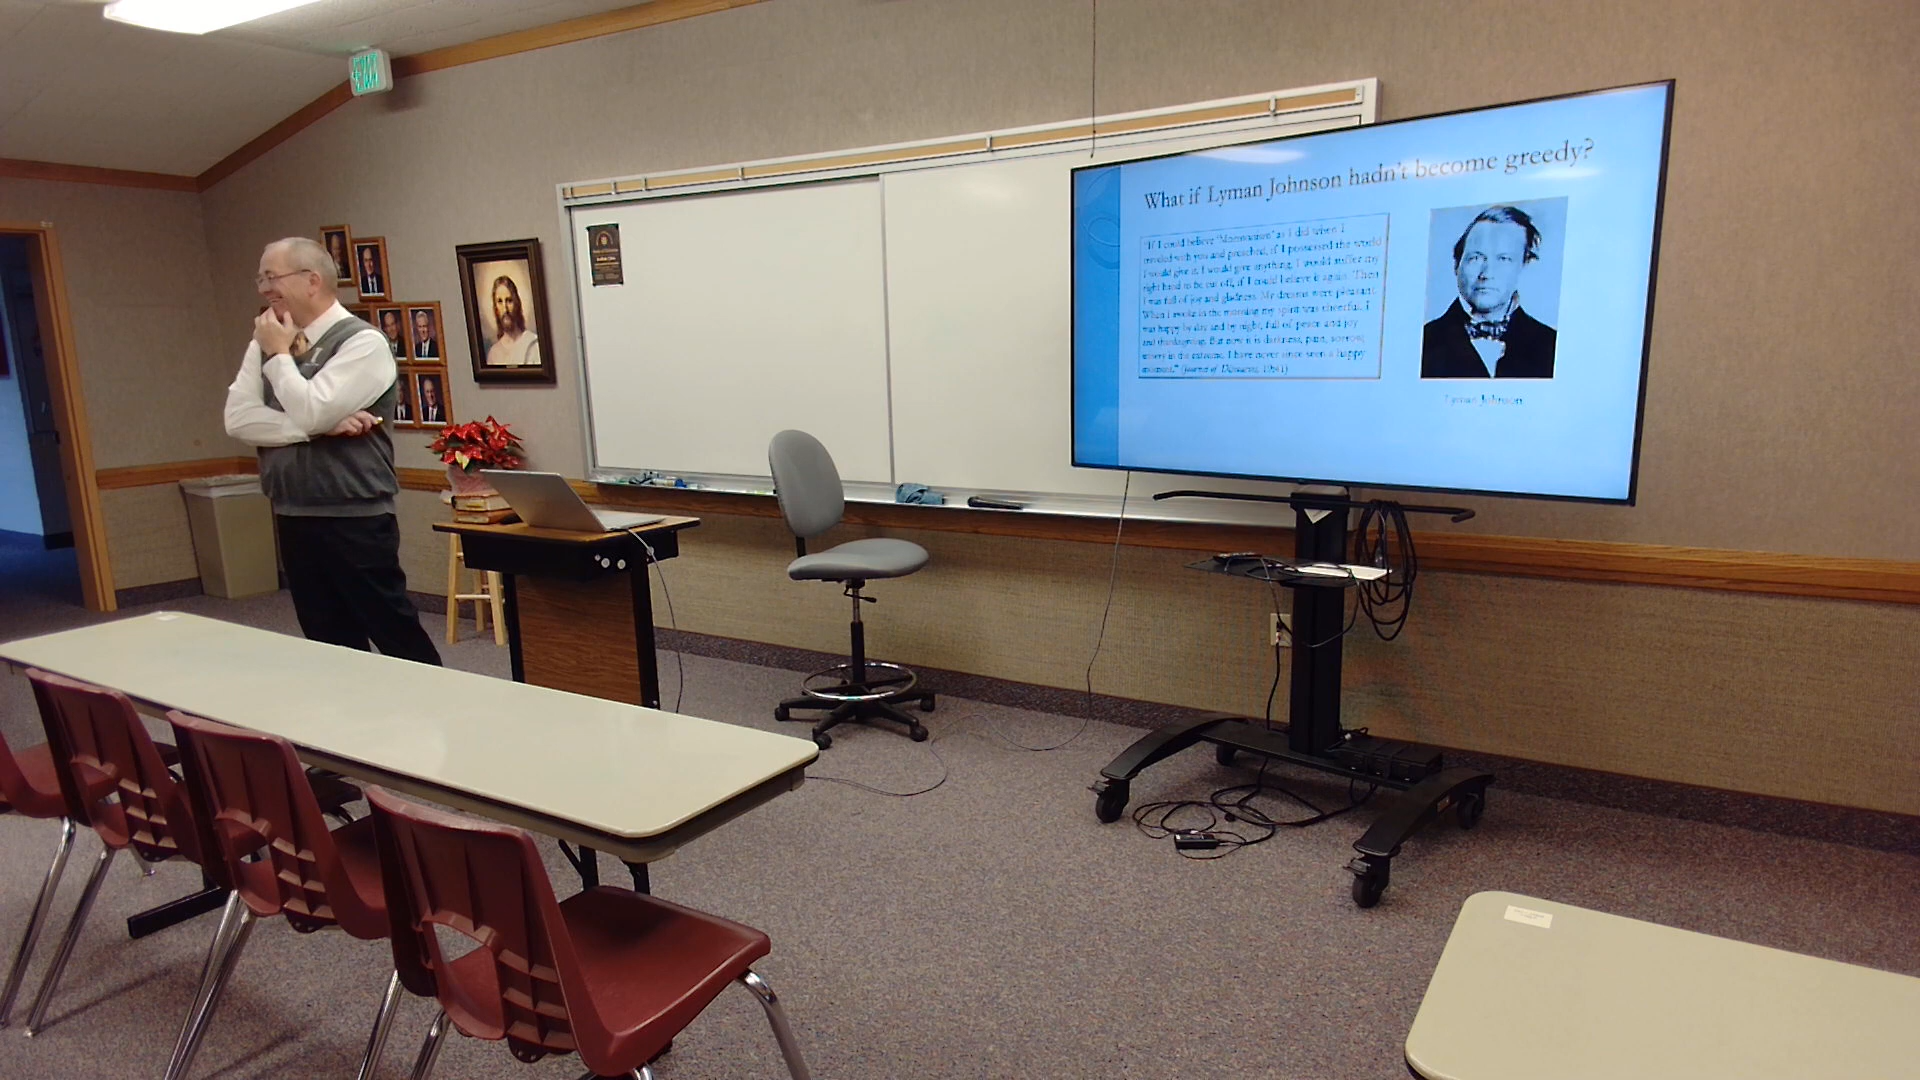 EXIT
What if Lyman Johnson hadn't become greedy?
"If I could believe "Mormonism" as I did when I
traveled with you and preached, if I possessed the world
I would give it. I would give anything, I would suffer my
right hand to be cut off, if I could believe it again. Then
I was full of joy and gladness. My dreams were pleasant.
When I awoke in the morning my spirit was cheerful. I
was happy by day and by night, full of peace and joy
and thanksgiving. But now it is darkness, pain, sorrow,
misery in the extreme. I have never since seen a happy
moment." (Journal of Discourses,
Lyman Johnson